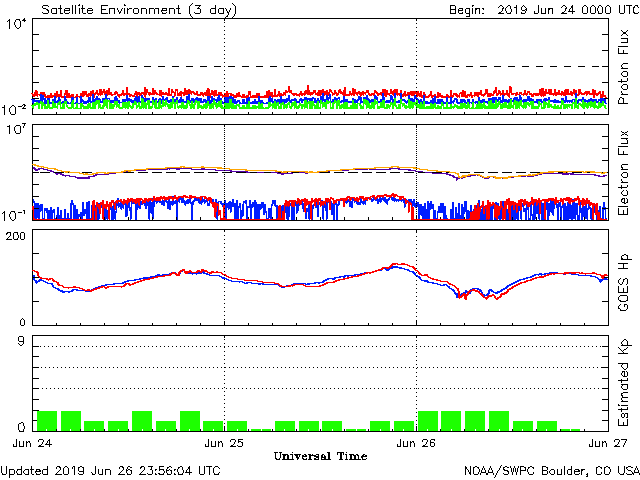 Satellite Environment (3 day) Begin: 2019 Jun 24 0000 UTC
10^4
10^-2
Proton Flux
10^7
10^-1
Electron Flux
200
0
GOES Hp
9
0
Estimated Kp
Jun 24 Jun 25 Jun 26 Jun 27
Universal Time
Updated 2019 Jun 26 23:56:04 UTC NOAA/SWPC Boulder, CO USA